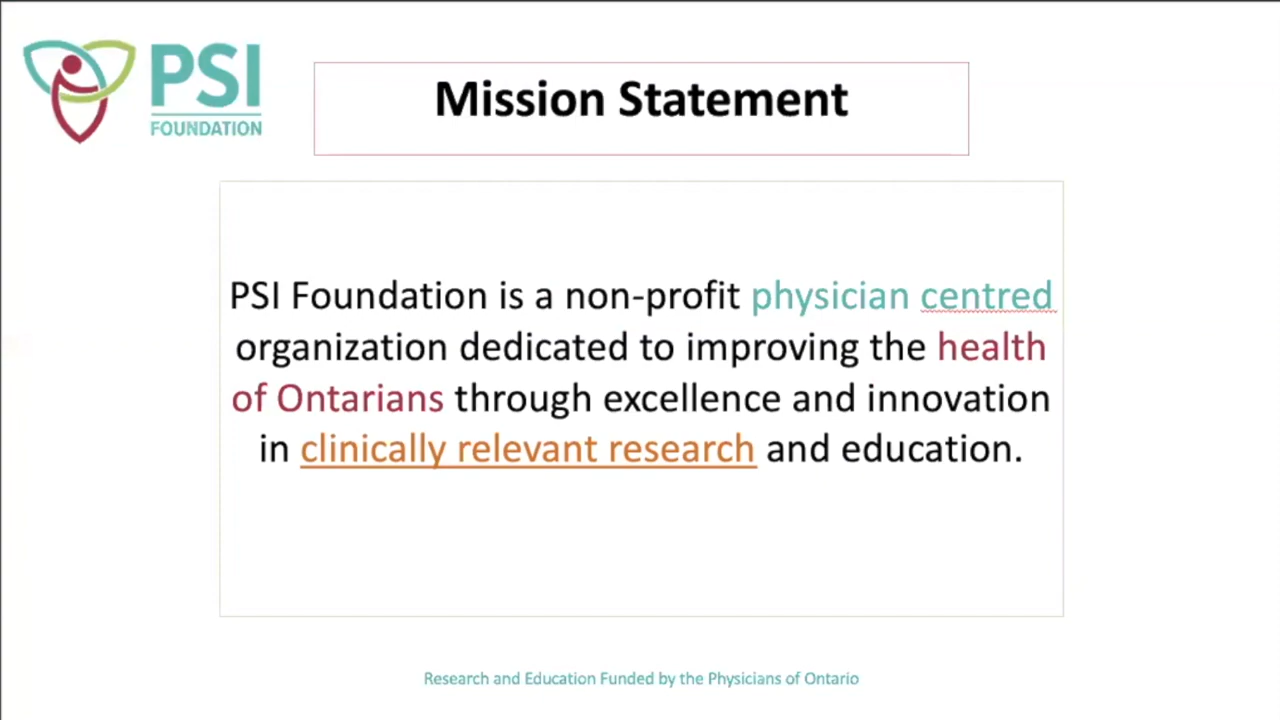 PSI
FOUNDATION
Mission Statement
PSI Foundation is a non-profit physician centred
organization dedicated to improving the health
of Ontarians through excellence and innovation
in clinically relevant research and education.
Research and Education Funded by the Physicians of Ontario